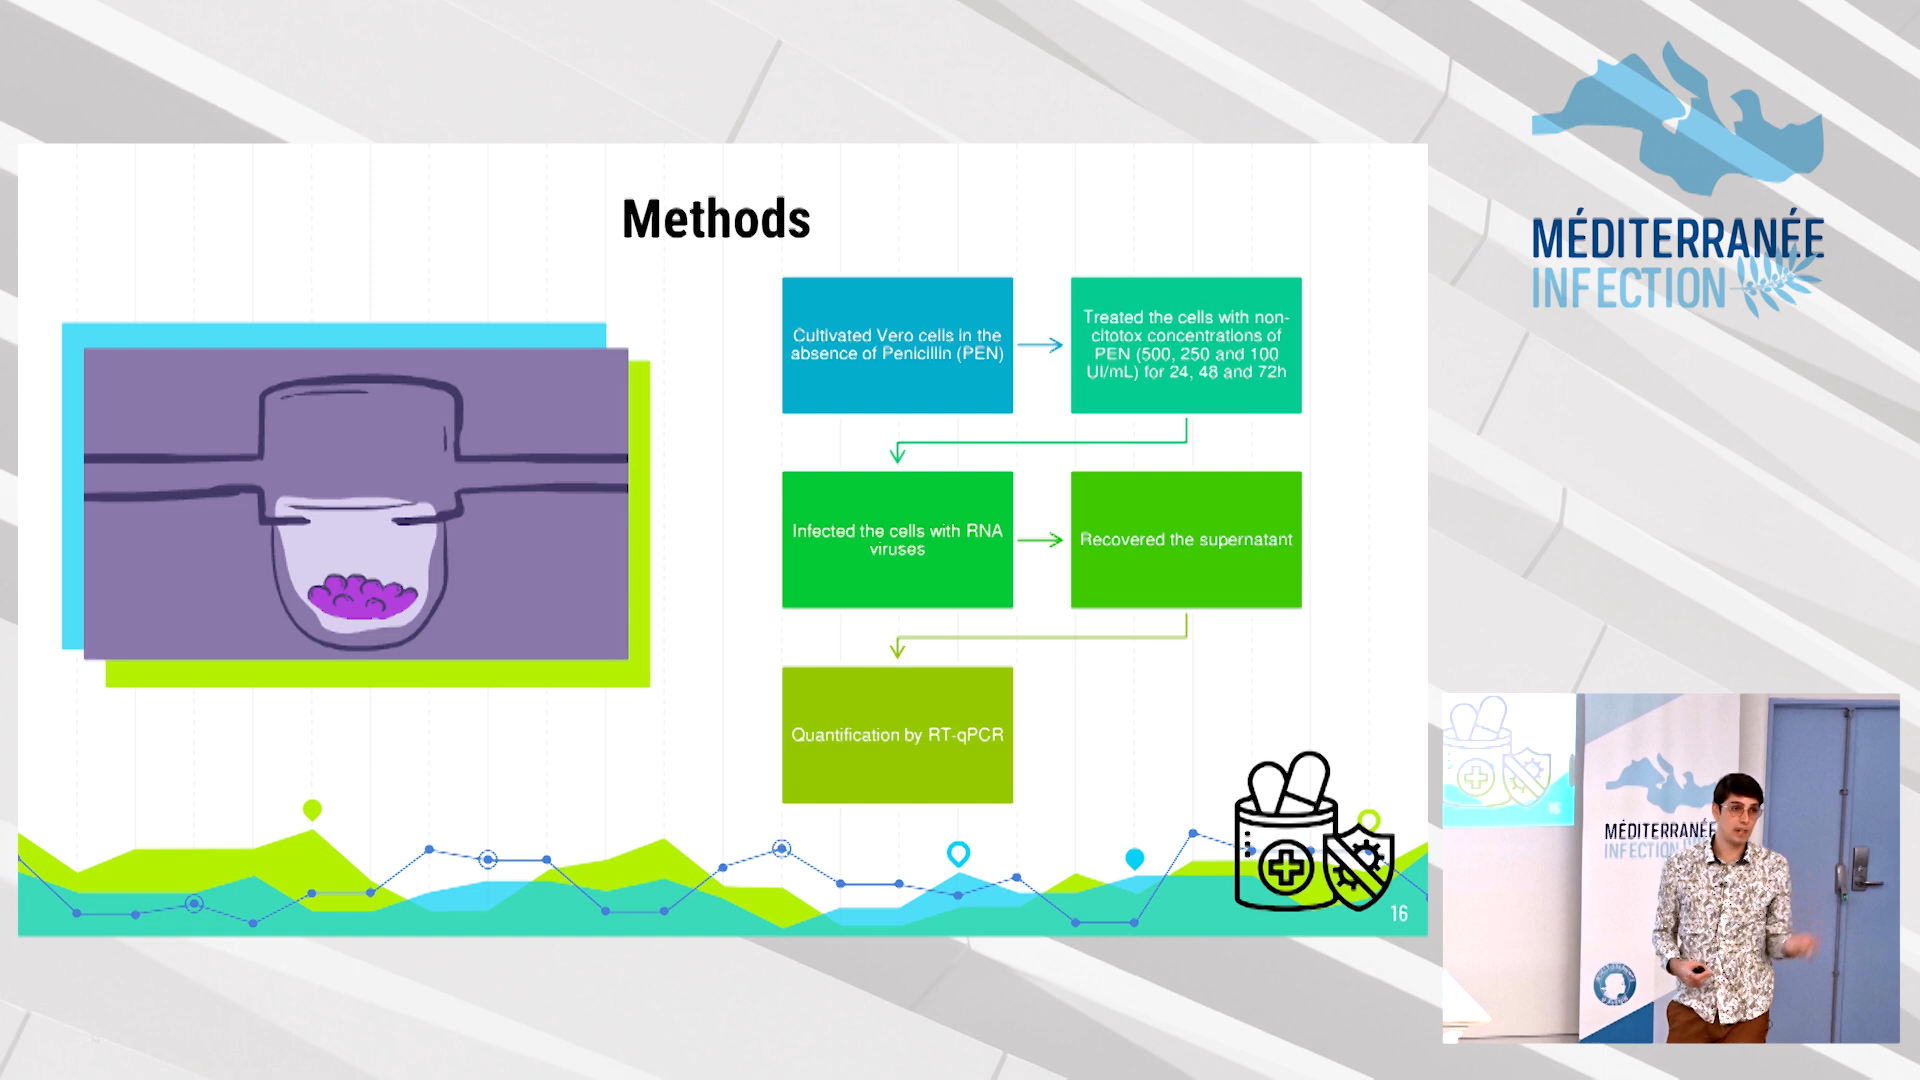 Methods
Cultivated Vero cells in the
absence of Penicillin (PEN)
Treated the cells with non-
citotox concentrations of
PEN (500, 250 and 100
UI/mL) for 24, 48 and 72h
Infected the cells with RNA
viruses
Recovered the supernatant
Quantification by RT-qPCR
16
MÉDITERRANÉE
INFECTION
MÉDITERRANÉE
INFECTION